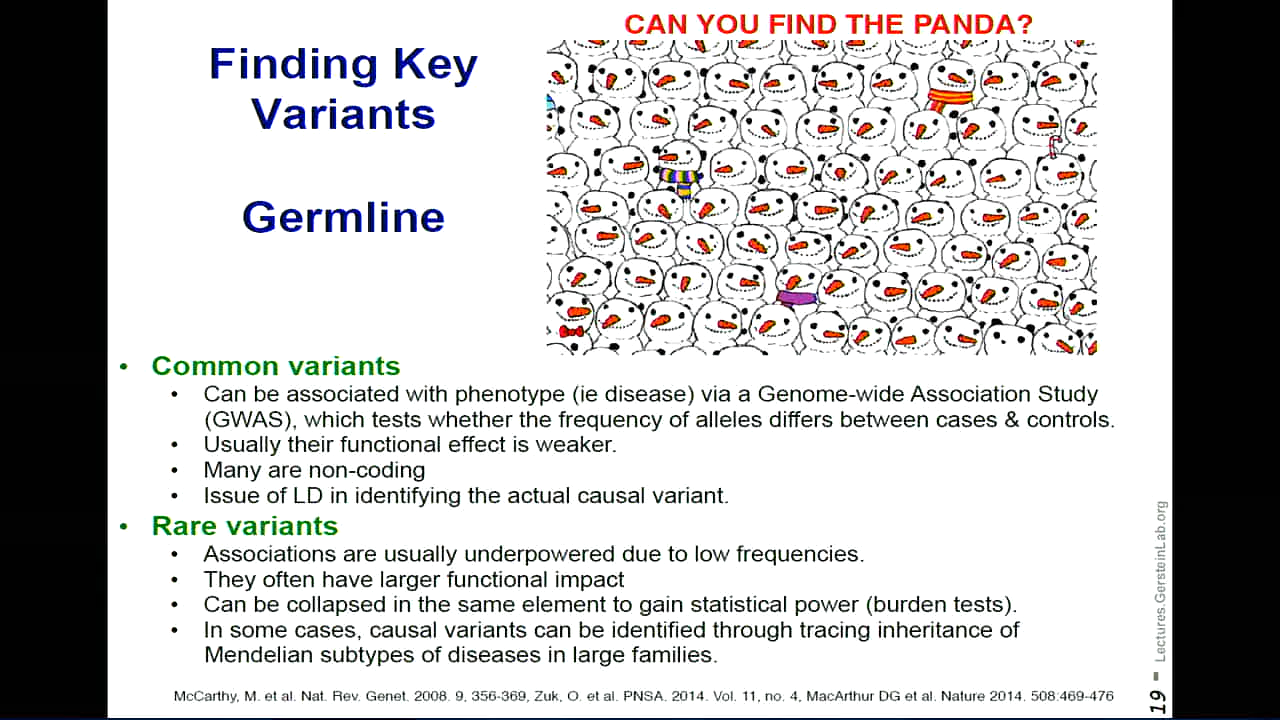 CAN YOU FIND THE PANDA?
Finding Key
Variants
Germline
• Common variants
• Can be associated with phenotype (ie disease) via a Genome-wide Association Study
(GWAS), which tests whether the frequency of alleles differs between cases & controls.
• Usually their functional effect is weaker.
• Many are non-coding
• Issue of LD in identifying the actual causal variant.
• Rare variants
• Associations are usually underpowered due to low frequencies.
• They often have larger functional impact
• Can be collapsed in the same element to gain statistical power (burden tests).
• In some cases, causal variants can be identified through tracing inheritance of
Mendelian subtypes of diseases in large families.
McCarthy, M. et al. Nat. Rev. Genet. 2008. 9, 356-369, Zuk, O. et al. PNSA. 2014. Vol. 11, no. 4, MacArthur DG et al. Nature 2014. 508:469-476
19 - Lectures.GersteinLab.org